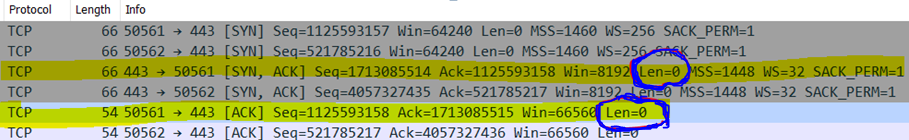 Protocol Length Info
TCP 66 50561 → 443 [SYN] Seq=1125593157 Win=64240 Len=0 MSS=1460 WS=256 SACK_PERM=1
TCP 66 50562 → 443 [SYN] Seq=521785216 Win=64240 Len=0 MSS=1460 WS=256 SACK_PERM=1
TCP 66 443 → 50561 [SYN, ACK] Seq=1713085514 Ack=1125593158 Win=8192 Len=0 MSS=1448 WS=32 SACK_PERM=1
TCP 66 443 → 50562 [SYN, ACK] Seq=4057327435 Ack=521785217 Win=8192 Len=0 MSS=1448 WS=32 SACK_PERM=1
TCP 54 50561 → 443 [ACK] Seq=1125593158 Ack=1713085515 Win=66560 Len=0
TCP 54 50562 → 443 [ACK] Seq=521785217 Ack=4057327436 Win=66560 Len=0